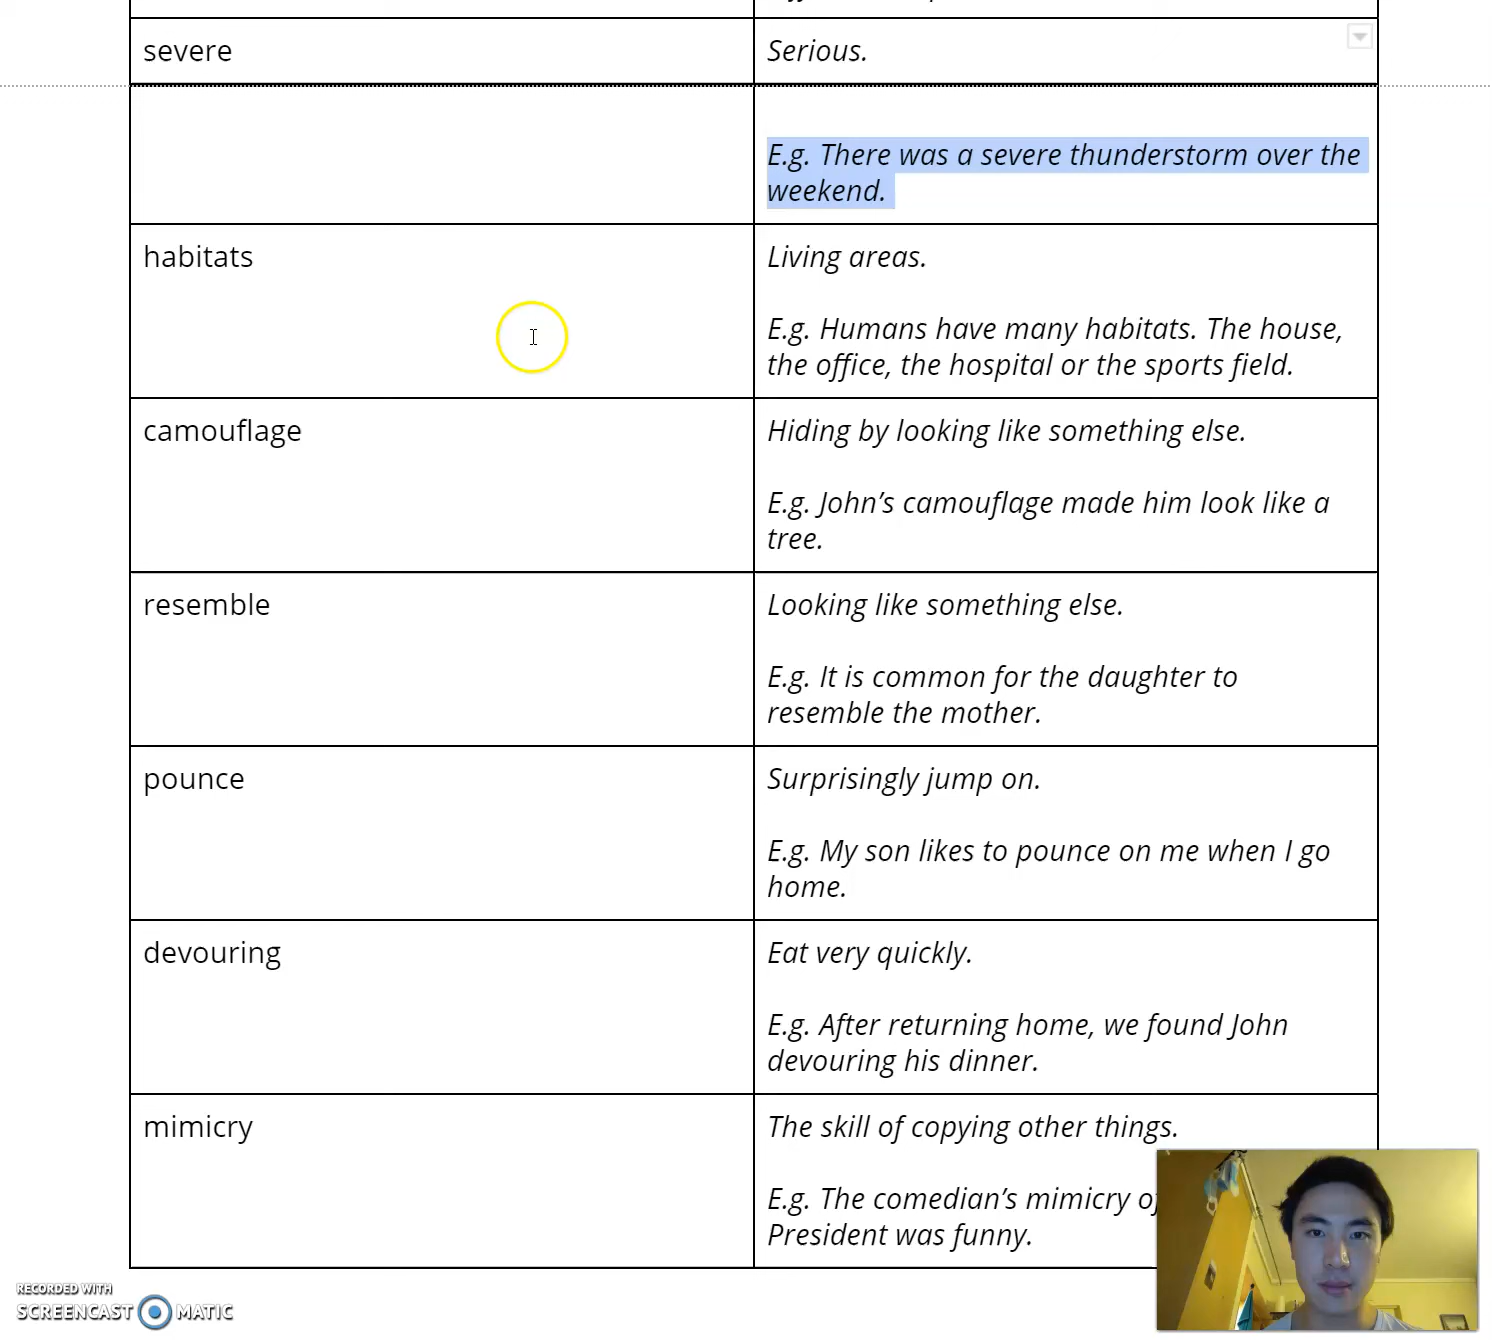 severe
Serious.
E.g. There was a severe thunderstorm over the
weekend.
habitats
Living areas.
E.g. Humans have many habitats. The house,
the office, the hospital or the sports field.
camouflage
Hiding by looking like something else.
E.g. John’s camouflage made him look like a
tree.
resemble
Looking like something else.
E.g. It is common for the daughter to
resemble the mother.
pounce
Surprisingly jump on.
E.g. My son likes to pounce on me when I go
home.
devouring
Eat very quickly.
E.g. After returning home, we found John
devouring his dinner.
mimicry
The skill of copying other things.
E.g. The comedian’s mimicry of
President was funny.
RECORDED WITH
SCREENCAST MATIC